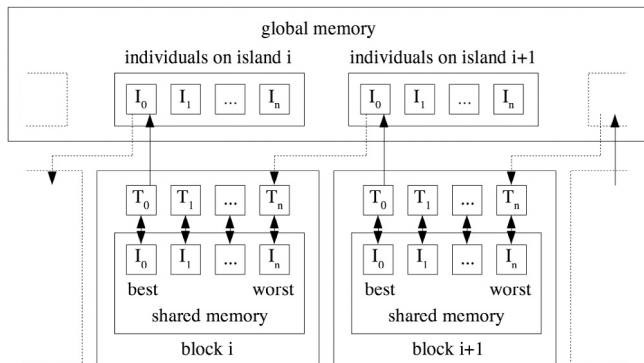 global memory
individuals on island i individuals on island i+1
I0 I1 ... In I0 I1 ... In
T0 T1 ... Tn T0 T1 ... Tn
I0 I1 ... In I0 I1 ... In
best worst best worst
shared memory shared memory
block i block i+1